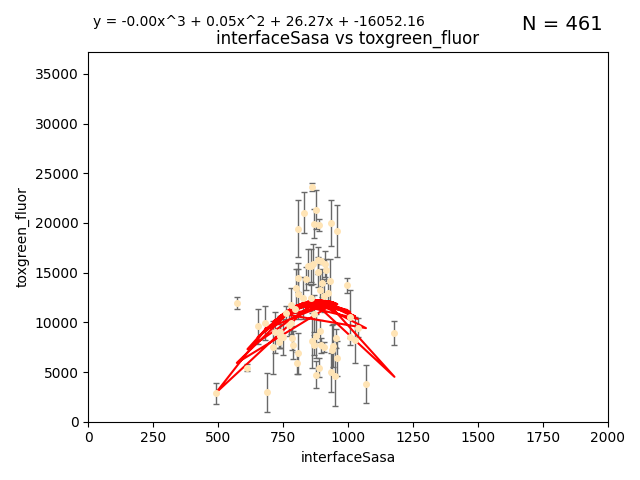 y = -0.00x^3 + 0.05x^2 + 26.27x + -16052.16
N = 461
interfaceSasa vs toxgreen_fluor
35000
30000
25000
20000
15000
10000
5000
0
toxgreen_fluor
0 250 500 750 1000 1250 1500 1750 2000
interfaceSasa